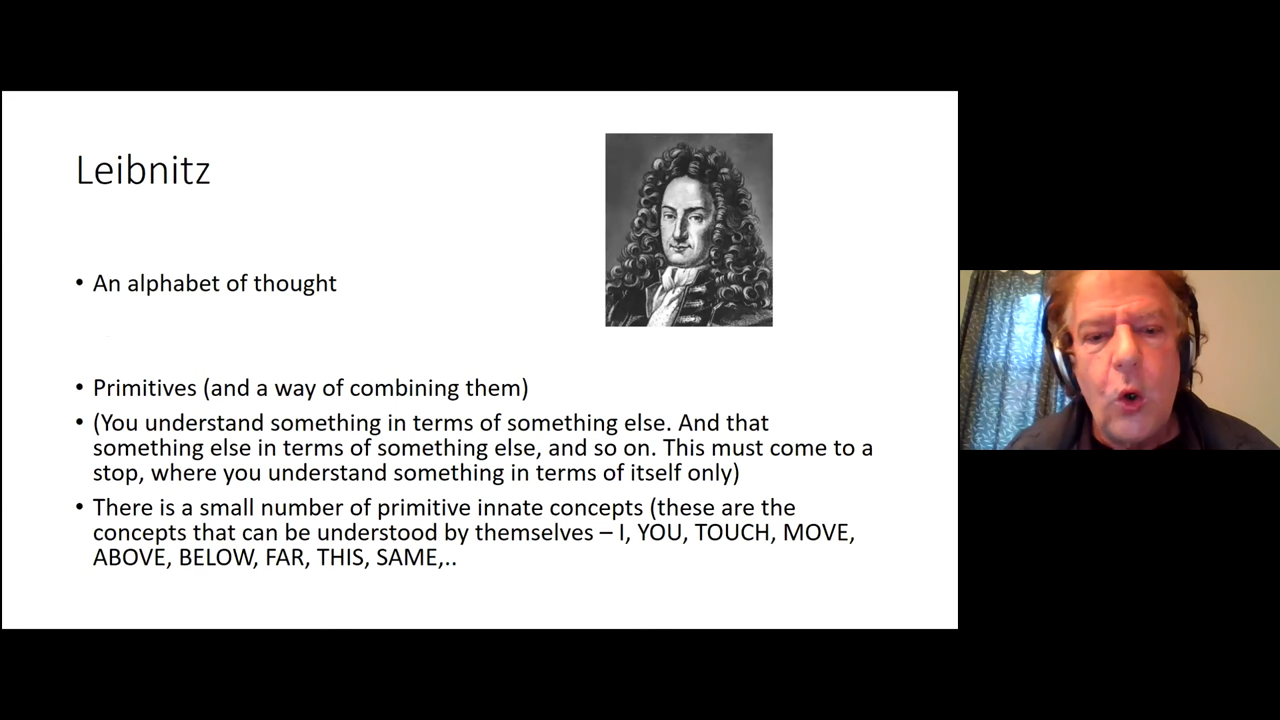 Leibnitz
• An alphabet of thought
• Primitives (and a way of combining them)
• (You understand something in terms of something else. And that
something else in terms of something else, and so on. This must come to a
stop, where you understand something in terms of itself only)
• There is a small number of primitive innate concepts (these are the
concepts that can be understood by themselves – I, YOU, TOUCH, MOVE,
ABOVE, BELOW, FAR, THIS, SAME,..